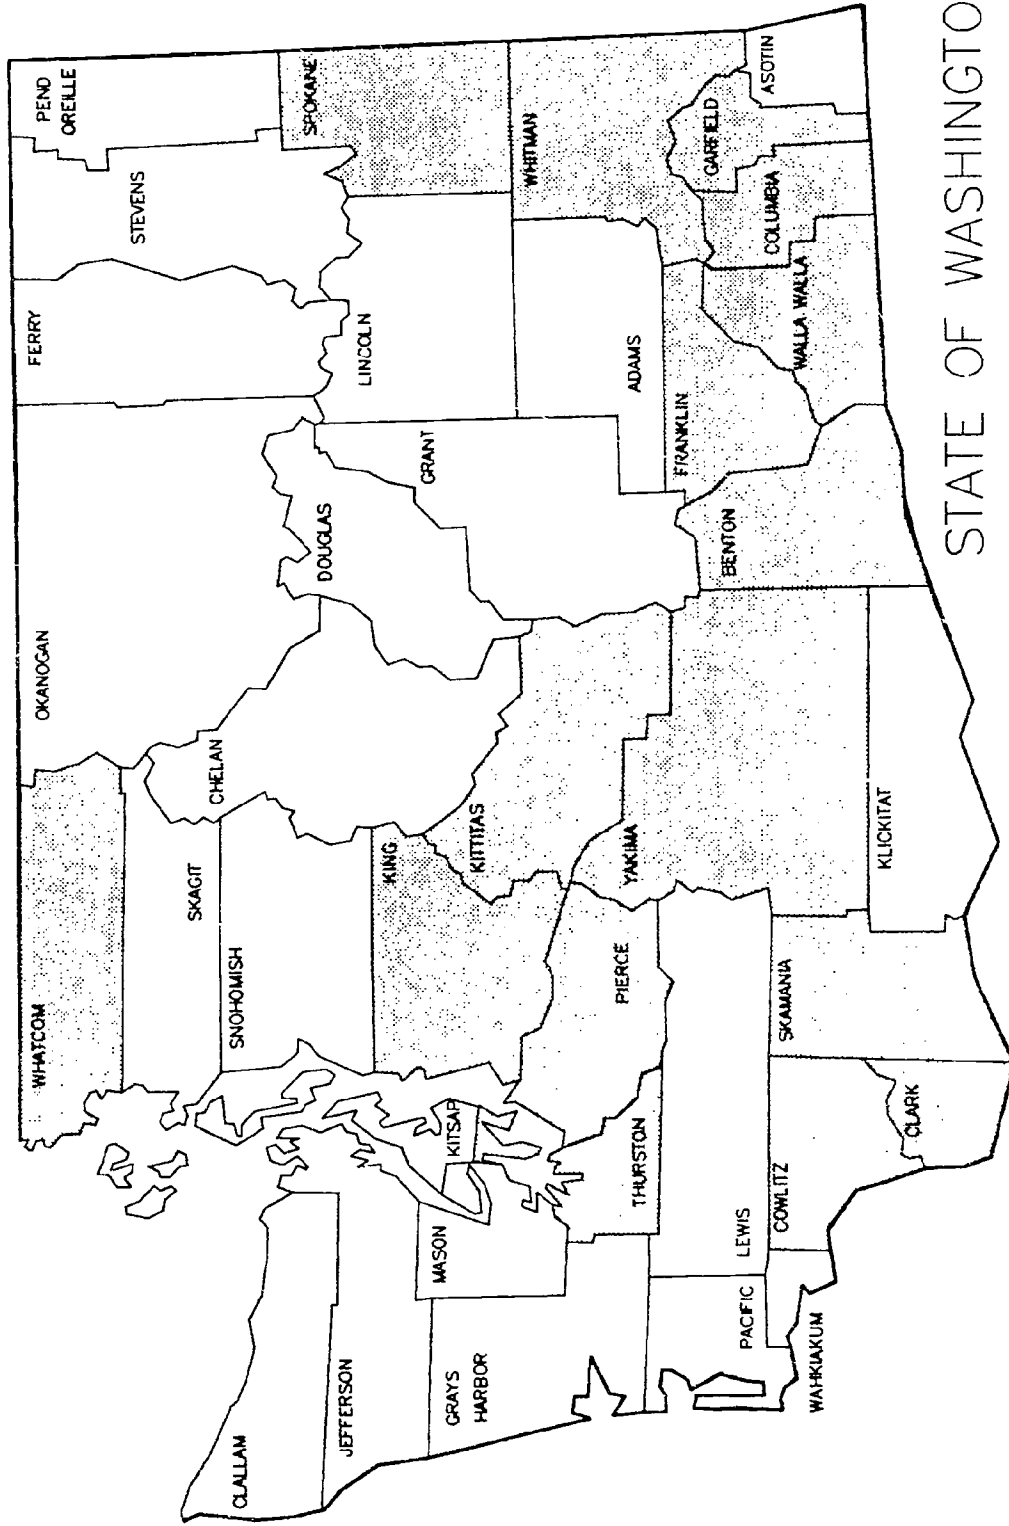 WHATCOM
OKANOGAN
FERRY
STEVENS
PEND
OREILLE
SKAGIT
CHELAN
SNOHOMISH
CLALLAM
JEFFERSON
DOUGLAS
LINCOLN
SPOKANE
KITSAP
KING
GRANT
MASON
GRAYS
HARBOR
KITTITAS
ADAMS
WHITMAN
THURSTON
PIERCE
YAKIMA
FRANKLIN
BENTON
GARFIELD
ASOTIN
COLUMBIA
WALLA WALLA
PACIFIC
LEWIS
COWLITZ
SKAMANIA
WAHKIAKUM
CLARK
KLICKITAT
STATE OF WASHINGTO